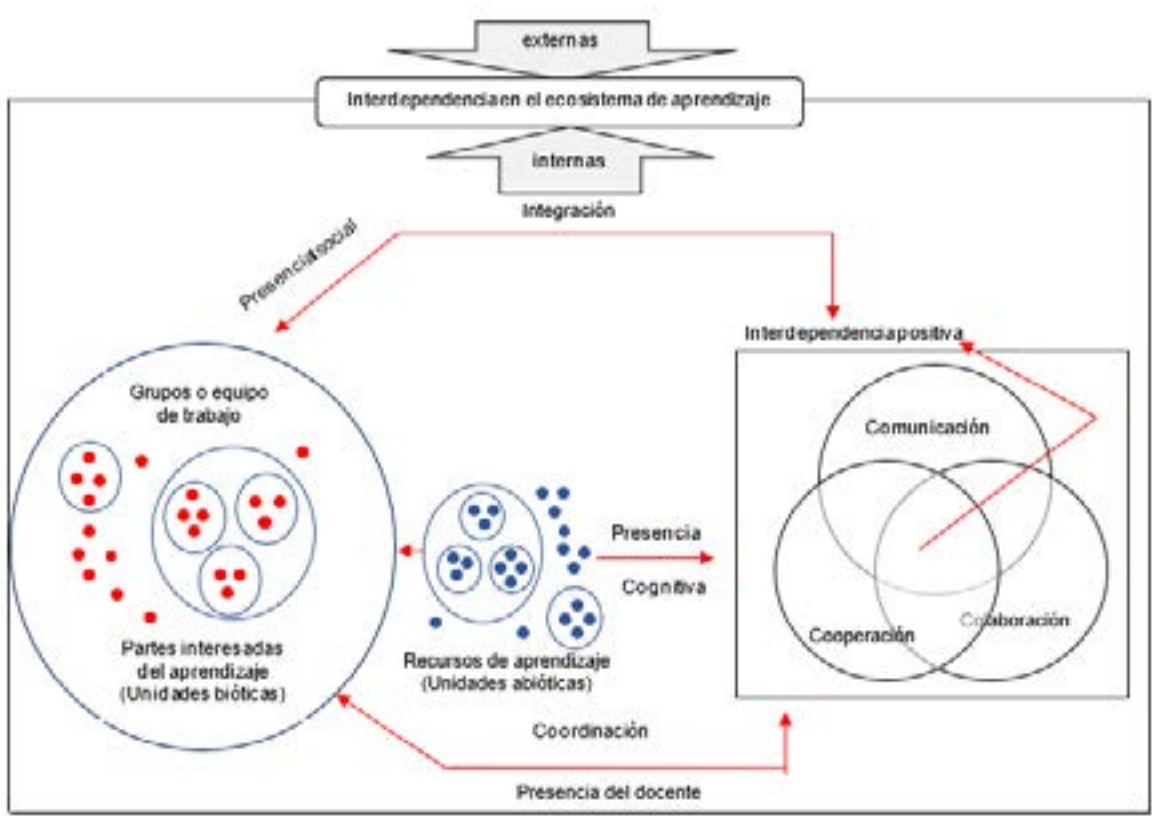 externas
Interdependencia en el ecosistema de aprendizaje
internas
Integración
Presencia social
Interdependencia positiva
Grupos o equipo
de trabajo
Comunicación
Presencia
Cognitiva
Cooperación
Colaboración
Partes interesadas
del aprendizaje
(Unidades bióticas)
Recursos de aprendizaje
(Unidades abióticas)
Coordinación
Presencia del docente